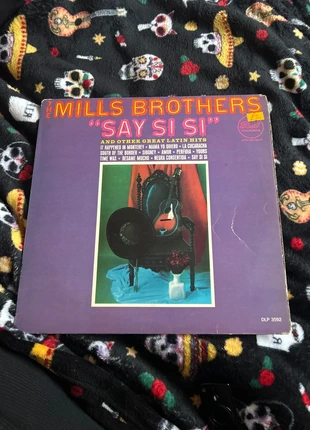 THE
MILLS BROTHERS
"SAY SI SI"
AND OTHER GREAT LATIN HITS
IT HAPPENED IN MONTEREY • MAMA YO QUIERO • LA CUCARACHA
SOUTH OF THE BORDER • SIBONEY • AMOR • PERFIDIA • YOURS
TIME WAS • BESAME MUCHO • NEGRA CONSENTIDA • SAY SI SI
DLP 3592